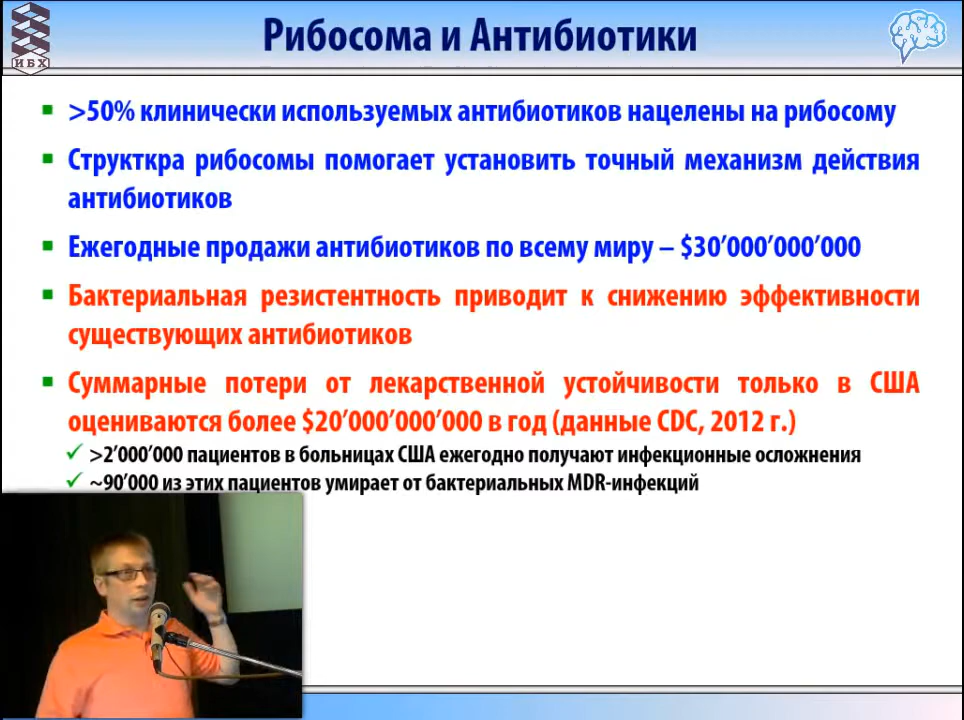 ИБХ
Рибосома и Антибиотики
>50% клинически используемых антибиотиков нацелены на рибосому
Структкра рибосомы помогает установить точный механизм действия
антибиотиков
Ежегодные продажи антибиотиков по всему миру – $30’000’000’000
Бактериальная резистентность приводит к снижению эффективности
существующих антибиотиков
Суммарные потери от лекарственной устойчивости только в США
оцениваются более $20’000’000’000 в год (данные CDC, 2012 г.)
>2’000’000 пациентов в больницах США ежегодно получают инфекционные осложнения
~90’000 из этих пациентов умирает от бактериальных MDR-инфекций